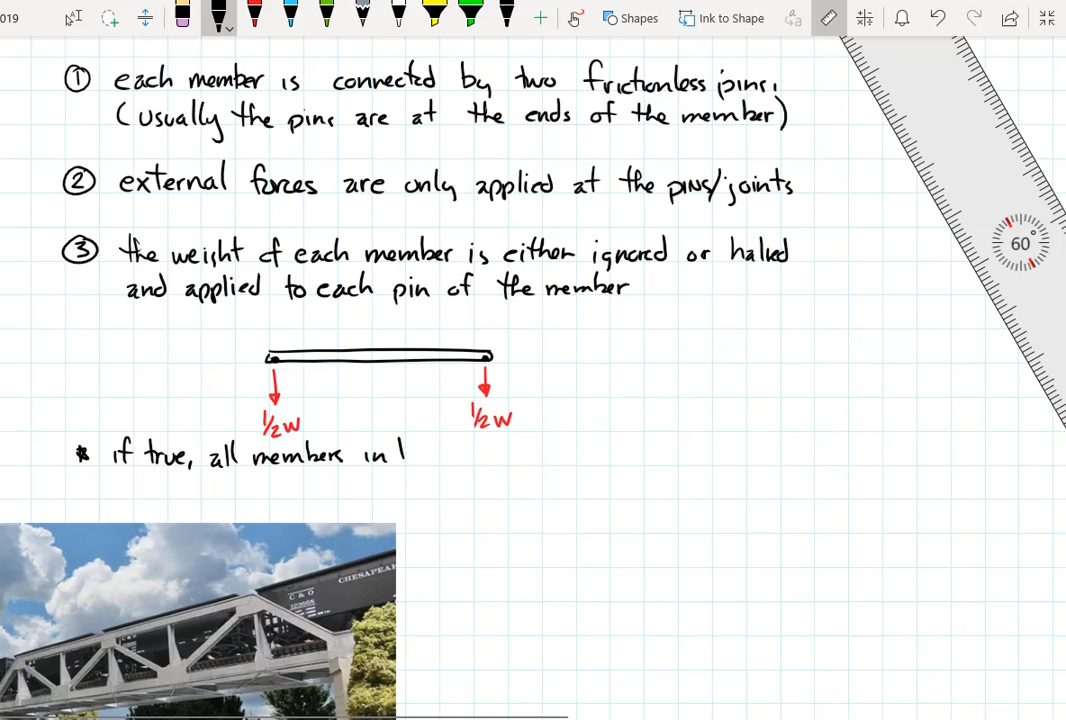 019
Shapes
Ink to Shape
① each member is connected by two frictionless pins.
(usually the pins are at the ends of the member)
② external forces are only applied at the pins/joints
③ the weight of each member is either ignored or halved
and applied to each pin of the member
1/2 W
1/2 W
* if true, all members in
60°
CHESAPEA
C & O